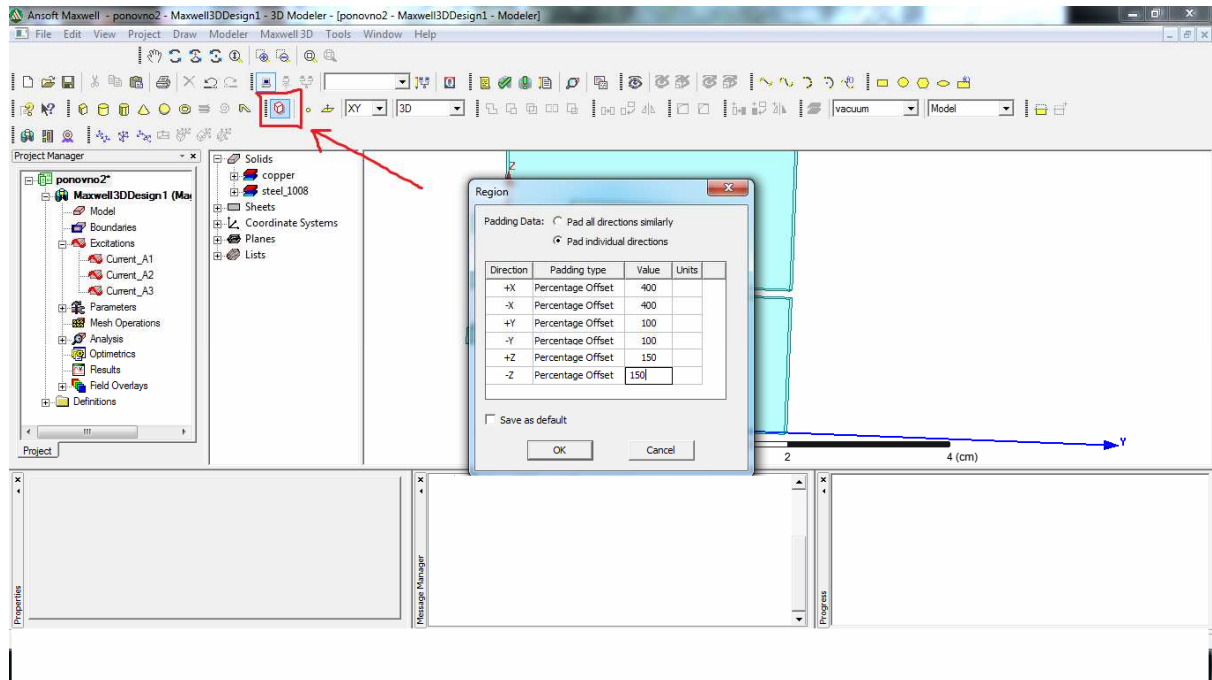 Ansoft Maxwell - ponovno2 - Maxwell3DDesign1 - 3D Modeler - [ponovno2 - Maxwell3DDesign1 - Modeler]
File Edit View Project Draw Modeler Maxwell 3D Tools Window Help
XY 3D vacuum Model
Project Manager
ponovno2*
Maxwell3DDesign1 (Mag
Model
Boundaries
Excitations
Current_A1
Current_A2
Current_A3
Parameters
Mesh Operations
Analysis
Optimetrics
Results
Field Overlays
Definitions
Project
Solids
copper
steel_1008
Sheets
Coordinate Systems
Planes
Lists
Z
Region
Padding Data: Pad all directions similarly
Pad individual directions
Direction Padding type Value Units
+X Percentage Offset 400
-X Percentage Offset 400
+Y Percentage Offset 100
-Y Percentage Offset 100
+Z Percentage Offset 150
-Z Percentage Offset 150
Save as default
OK Cancel
Y
2 4 (cm)
Properties
Message Manager
Progress